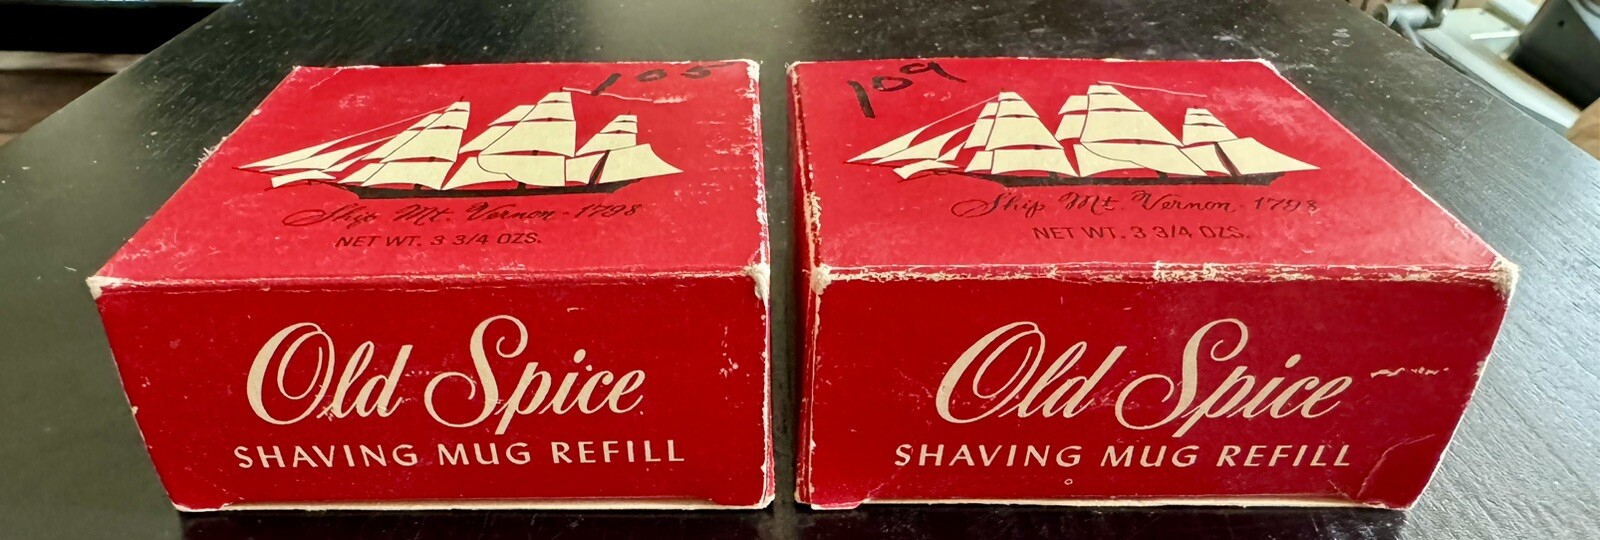 105
Ship Mt. Vernon - 1798
NET WT. 3 3/4 OZS.
Old Spice
SHAVING MUG REFILL
109
Ship Mt. Vernon - 1798
NET WT. 3 3/4 OZS.
Old Spice
SHAVING MUG REFILL